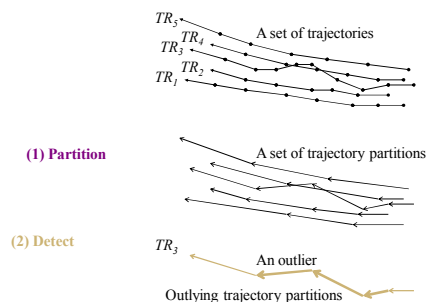 TR5
A set of trajectories
TR4
TR3
TR2
TR1
(1) Partition
A set of trajectory partitions
(2) Detect
TR3
An outlier
Outlying trajectory partitions